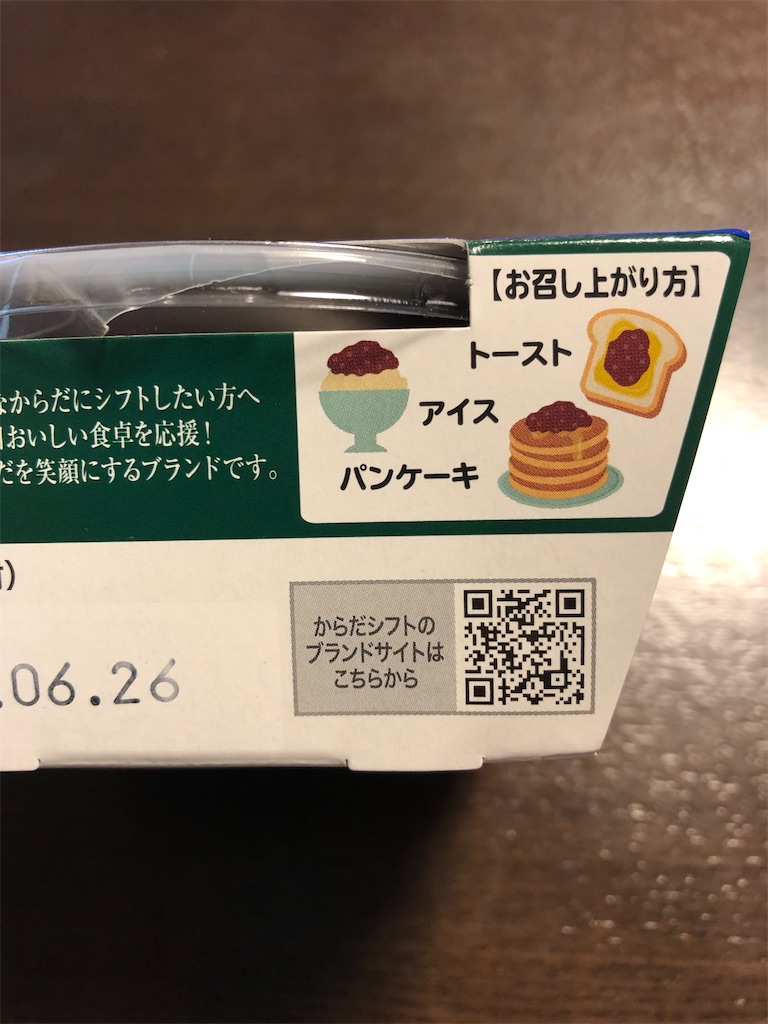 【お召し上がり方】
トースト
アイス
パンケーキ
なからだにシフトしたい方へ
おいしい食卓を応援！
だを笑顔にするブランドです。
からだシフトの
ブランドサイトは
こちらから
.06.26